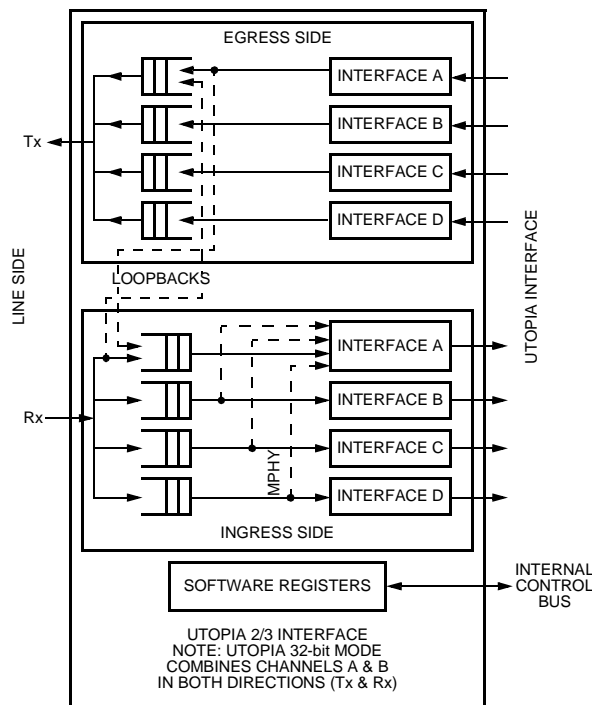 EGRESS SIDE
INTERFACE A
INTERFACE B
Tx
INTERFACE C
INTERFACE D
LOOPBACKS
LINE SIDE
UTOPIA INTERFACE
INTERFACE A
INTERFACE B
Rx
INTERFACE C
MPHY
INTERFACE D
INGRESS SIDE
SOFTWARE REGISTERS
INTERNAL
CONTROL
BUS
UTOPIA 2/3 INTERFACE
NOTE: UTOPIA 32-bit MODE
COMBINES CHANNELS A & B
IN BOTH DIRECTIONS (Tx & Rx)